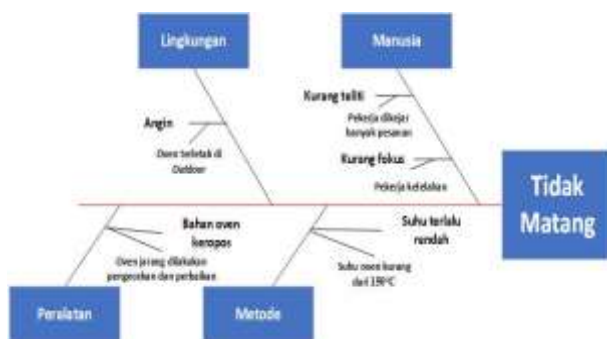 Lingkungan
Manusia
Kurang teliti
Pekerja dikejar
banyak pesanan
Angin
Oven terletak di
Outdoor
Kurang fokus
Pekerja kelelahan
Tidak
Matang
Bahan oven
keropos
Oven jarang dilakukan
pengecekan dan perbaikan
Suhu terlalu
rendah
Suhu oven kurang
dari 190°C
Peralatan
Metode